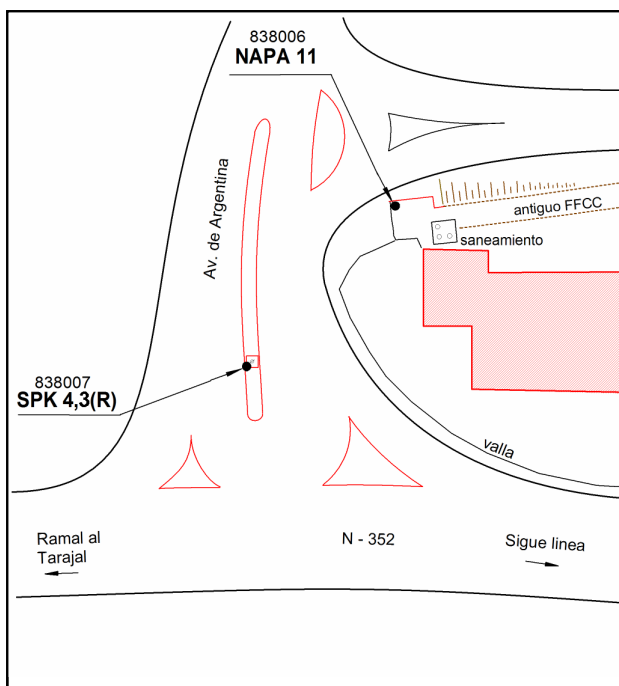 838006
NAPA 11
Av. de Argentina
antiguo FFCC
saneamiento
838007
SPK 4,3(R)
valla
Ramal al
Tarajal
N - 352
Sigue linea